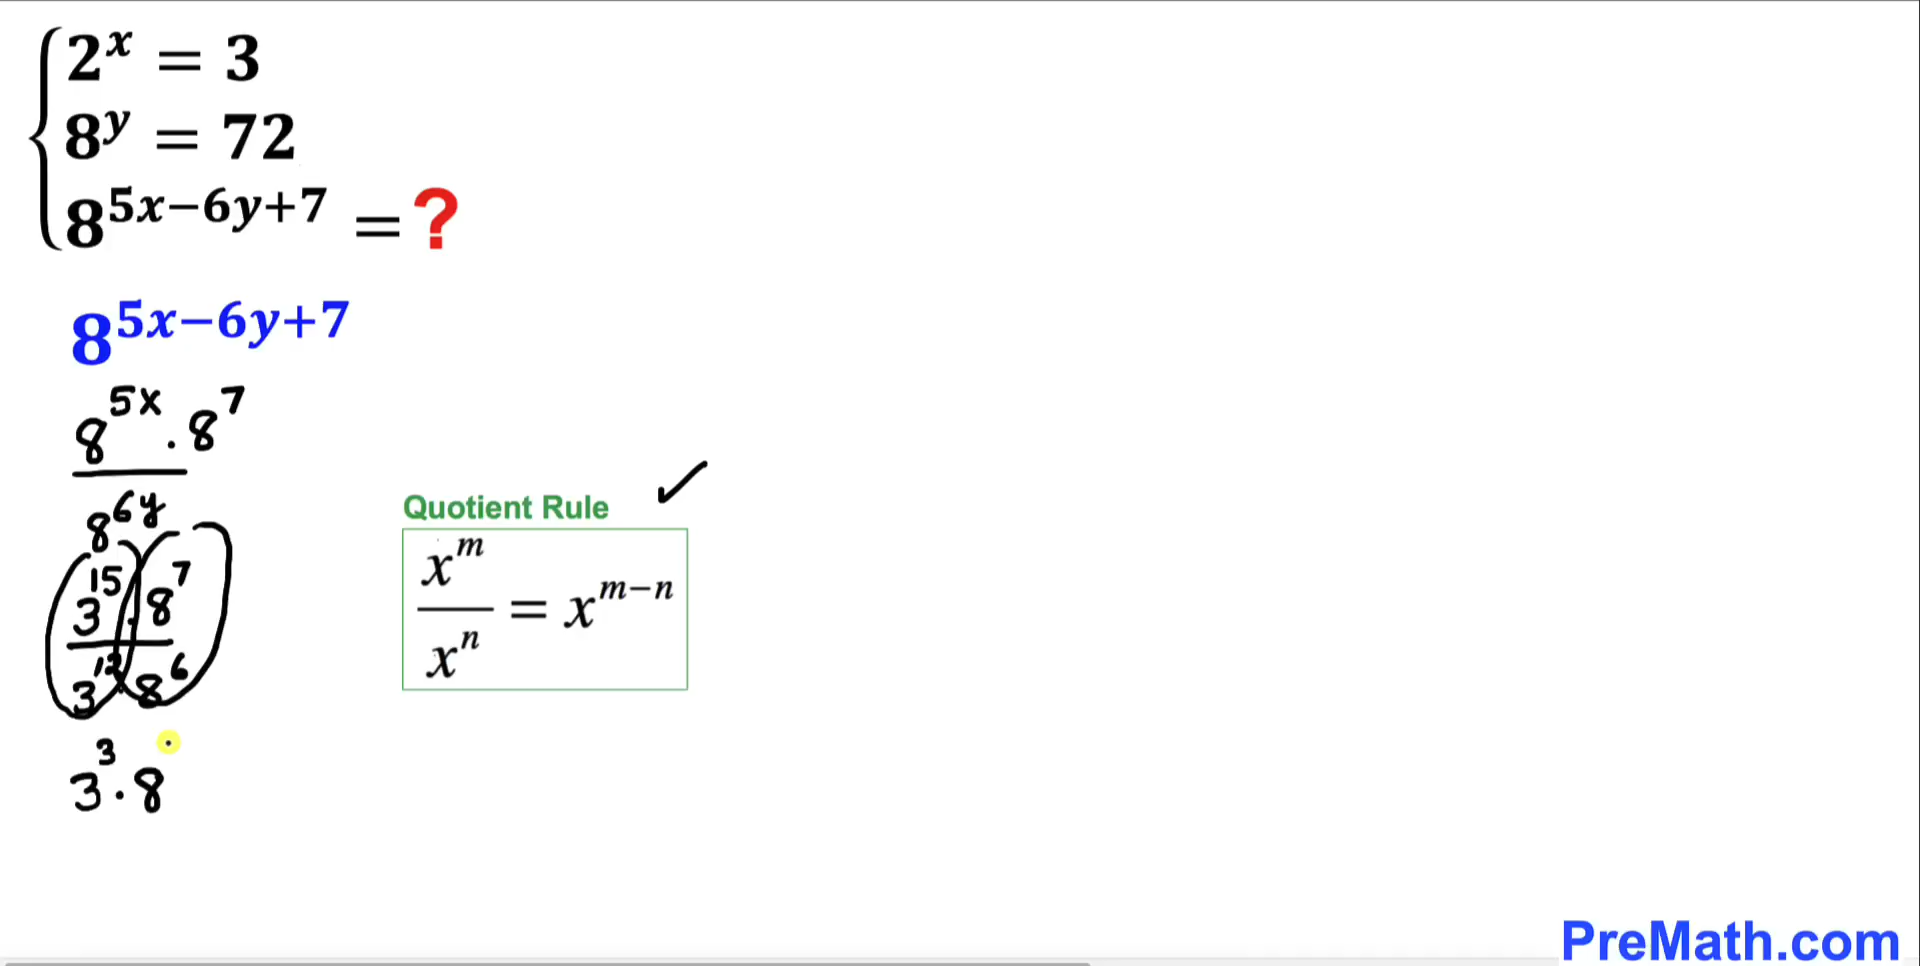 2^x = 3
8^y = 72
8^{5x−6y+7} = ?
8^{5x−6y+7}
8^{5x} . 8^7
8^{6y}
3^{15} . 8^7
3^{12} . 8^6
3^3 . 8
Quotient Rule ✓
x^m
x^n
= x^{m−n}
PreMath.com